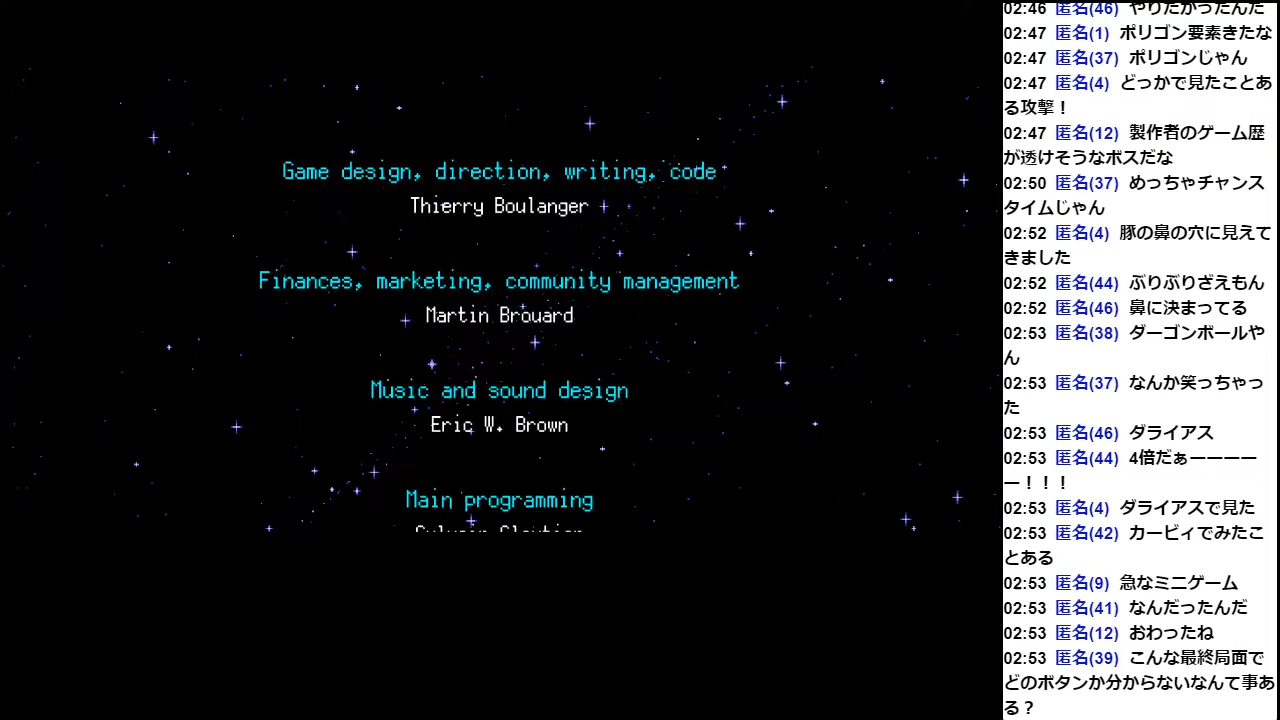 Game design, direction, writing, code
Thierry Boulanger
Finances, marketing, community management
Martin Brouard
Music and sound design
Eric W. Brown
Main programming
02:46 匿名(46) やりたかったんだ
02:47 匿名(1) ポリゴン要素きたな
02:47 匿名(37) ポリゴンじゃん
02:47 匿名(4) どっかで見たことあ
る攻撃！
02:47 匿名(12) 製作者のゲーム歴
が透けそうなボスだな
02:50 匿名(37) めっちゃチャンス
タイムじゃん
02:52 匿名(4) 豚の鼻の穴に見えて
きました
02:52 匿名(44) ぶりぶりざえもん
02:52 匿名(46) 鼻に決まってる
02:53 匿名(38) ダーゴンボールや
ん
02:53 匿名(37) なんか笑っちゃっ
た
02:53 匿名(46) ダライアス
02:53 匿名(44) 4倍だぁーーーー
ー！！！
02:53 匿名(4) ダライアスで見た
02:53 匿名(42) カービィでみたこ
とある
02:53 匿名(9) 急なミニゲーム
02:53 匿名(41) なんだったんだ
02:53 匿名(12) おわったね
02:53 匿名(39) こんな最終局面で
どのボタンか分からないなんて事あ
る？